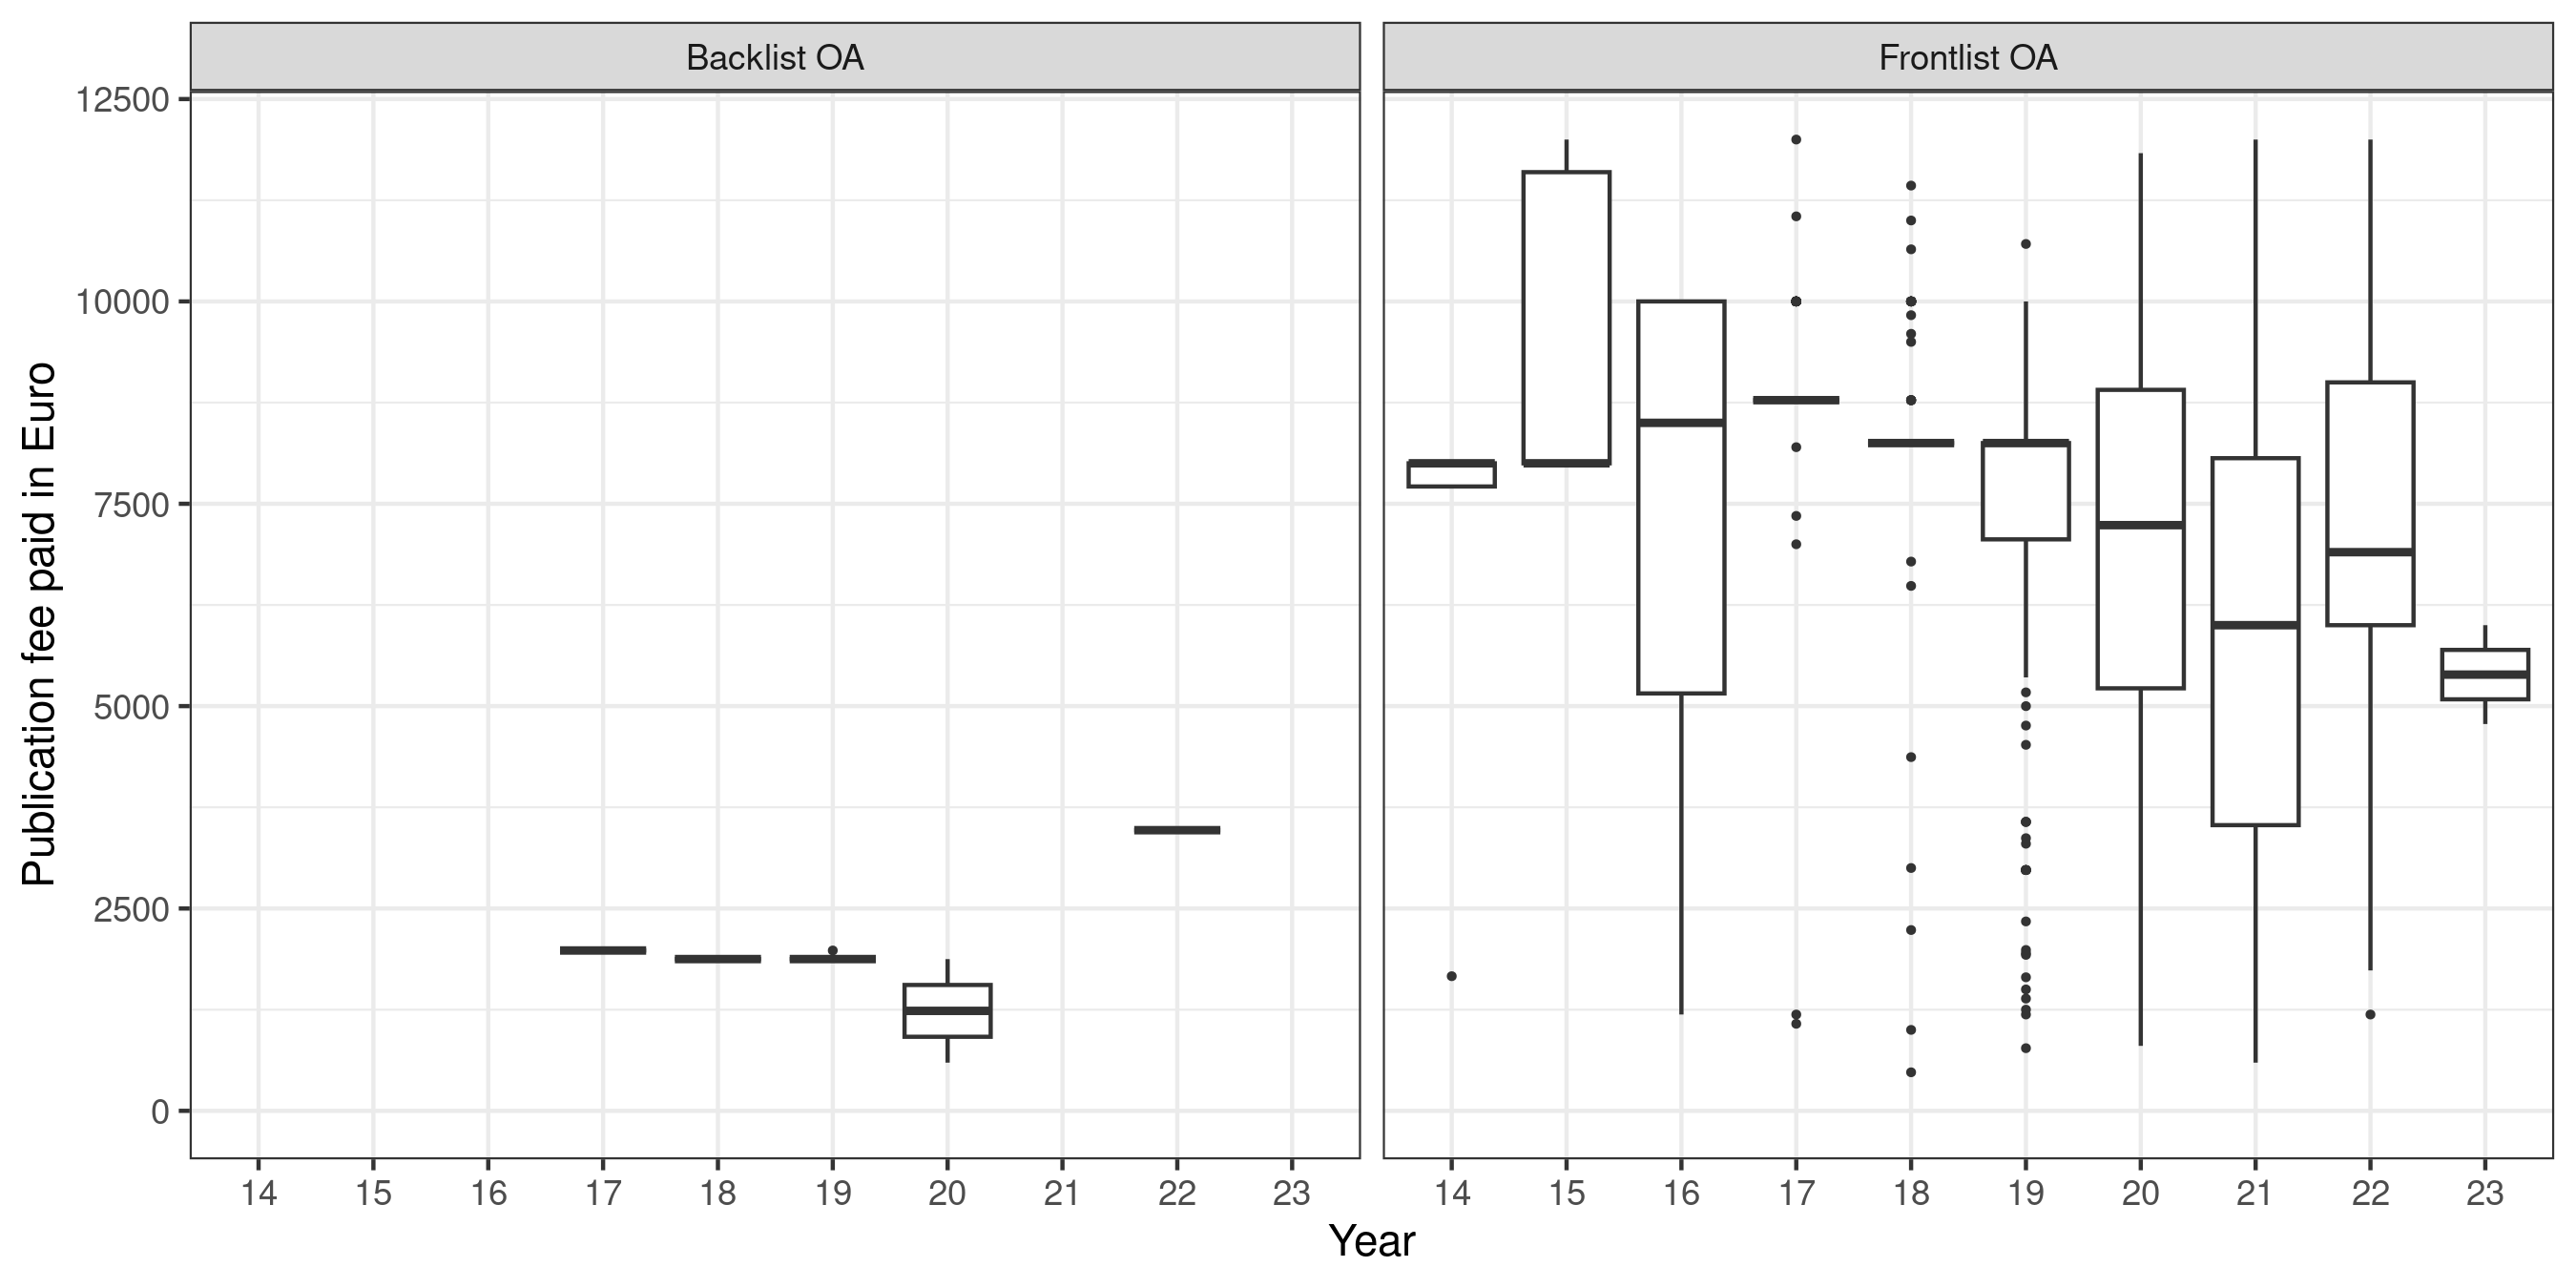 Backlist OA
Frontlist OA
Publication fee paid in Euro
12500
10000
7500
5000
2500
0
14 15 16 17 18 19 20 21 22 23
14 15 16 17 18 19 20 21 22 23
Year